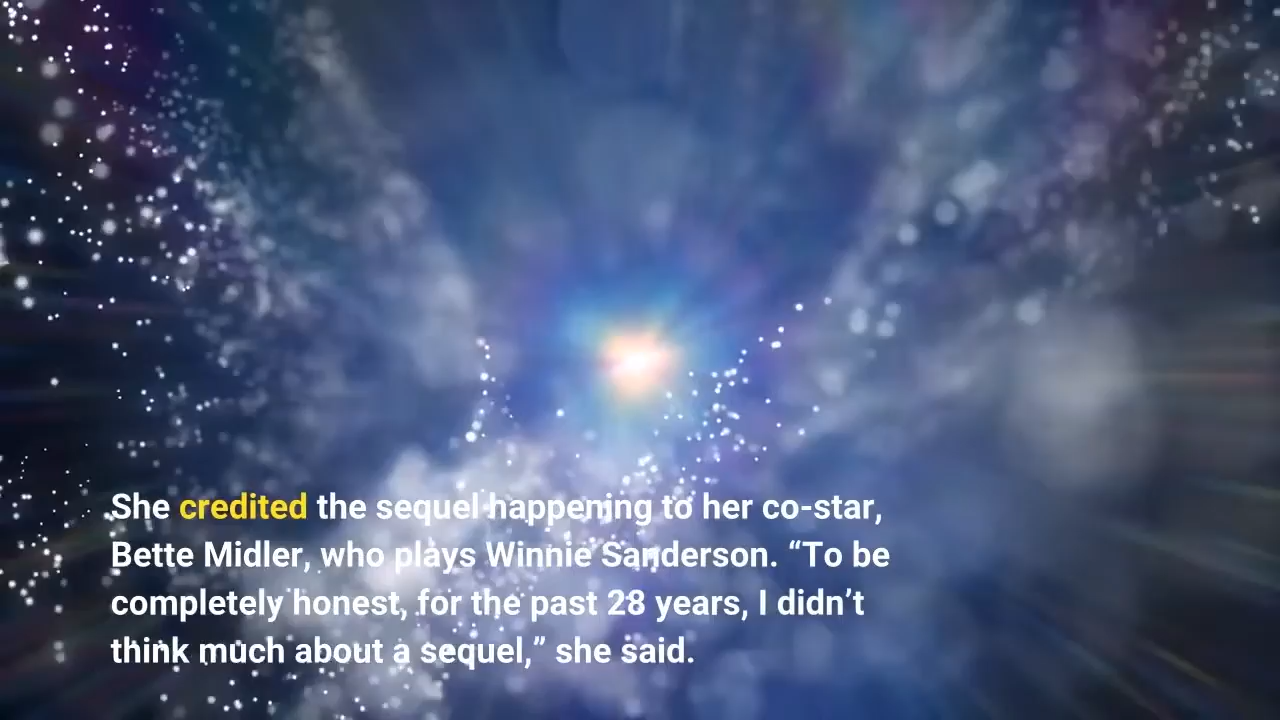 She credited the sequel happening to her co-star,
Bette Midler, who plays Winnie Sanderson. “To be
completely honest, for the past 28 years, I didn’t
think much about a sequel,” she said.